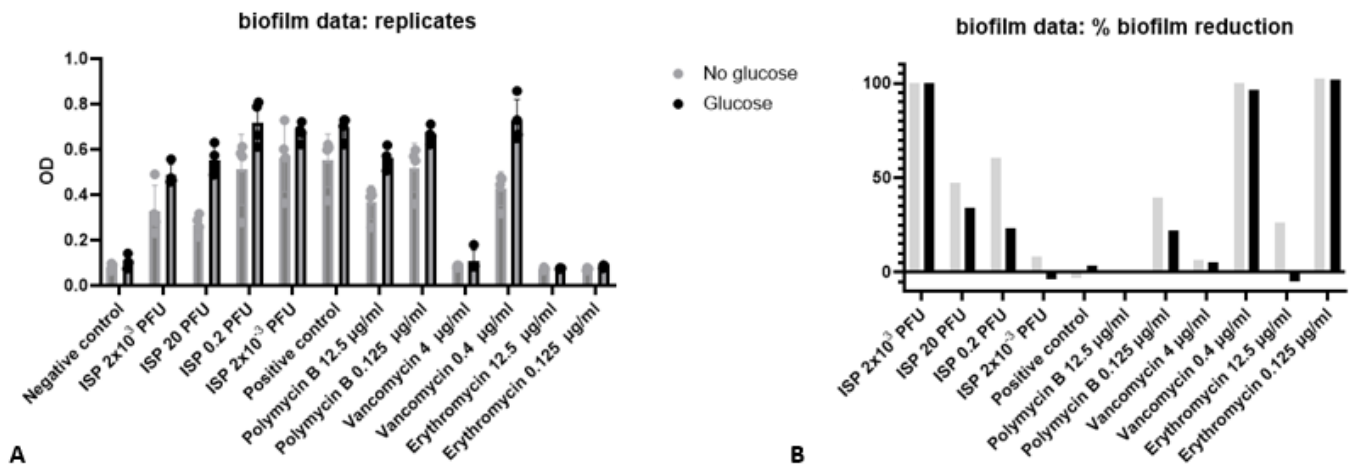 A
biofilm data: replicates
OD
1.0
0.8
0.6
0.4
0.2
0.0
Negative control
ISP 2x10³ PFU
ISP 20 PFU
ISP 0.2 PFU
ISP 2x10⁻³ PFU
Positive control
Polymycin B 12.5 µg/ml
Polymycin B 0.125 µg/ml
Vancomycin 4 µg/ml
Vancomycin 0.4 µg/ml
Erythromycin 12.5 µg/ml
Erythromycin 0.125 µg/ml
No glucose
Glucose
A
biofilm data: % biofilm reduction
100
50
0
ISP 2x10³ PFU
ISP 20 PFU
ISP 0.2 PFU
ISP 2x10⁻³ PFU
Positive control
Polymycin B 12.5 µg/ml
Polymycin B 0.125 µg/ml
Vancomycin 4 µg/ml
Vancomycin 0.4 µg/ml
Erythromycin 12.5 µg/ml
Erythromycin 0.125 µg/ml
B